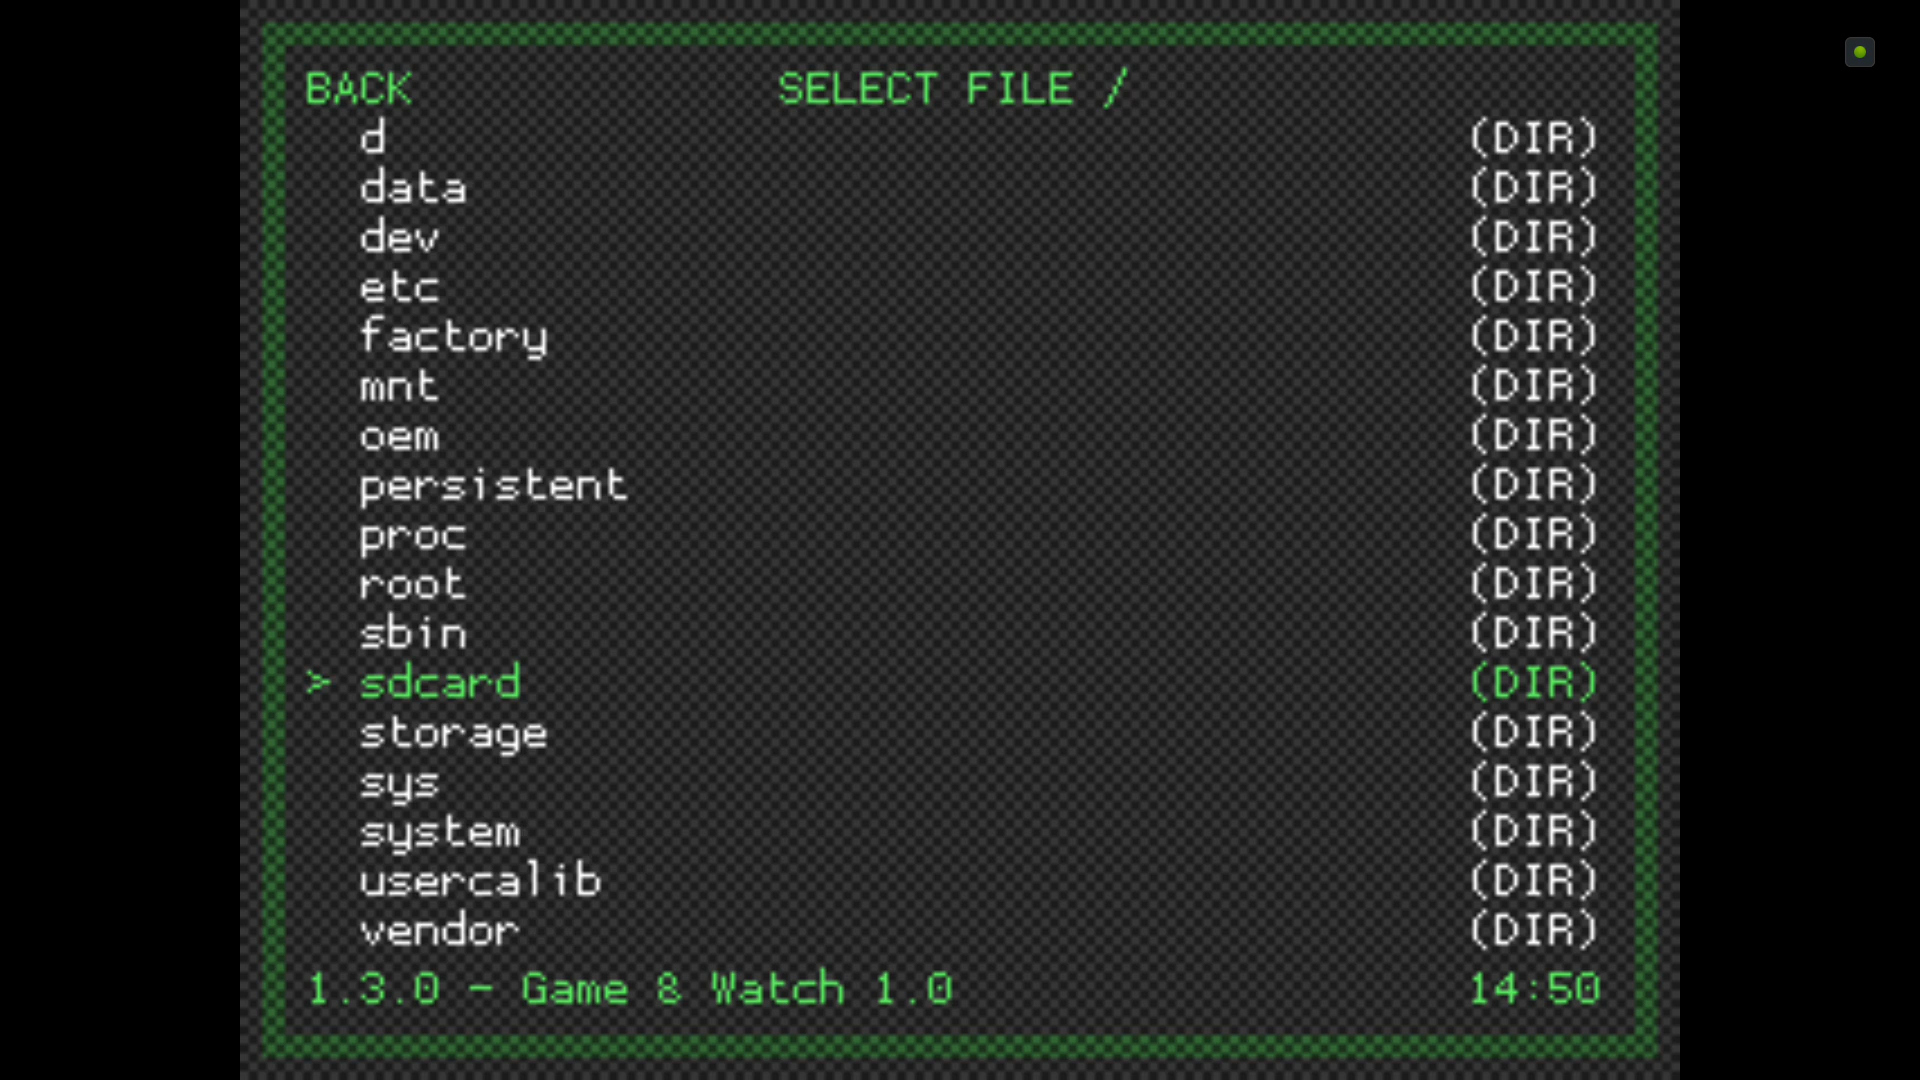 BACK SELECT FILE /
d (DIR)
data (DIR)
dev (DIR)
etc (DIR)
factory (DIR)
mnt (DIR)
oem (DIR)
persistent (DIR)
proc (DIR)
root (DIR)
sbin (DIR)
> sdcard (DIR)
storage (DIR)
sys (DIR)
system (DIR)
usercalib (DIR)
vendor (DIR)
1.3.0 - Game & Watch 1.0 14:50